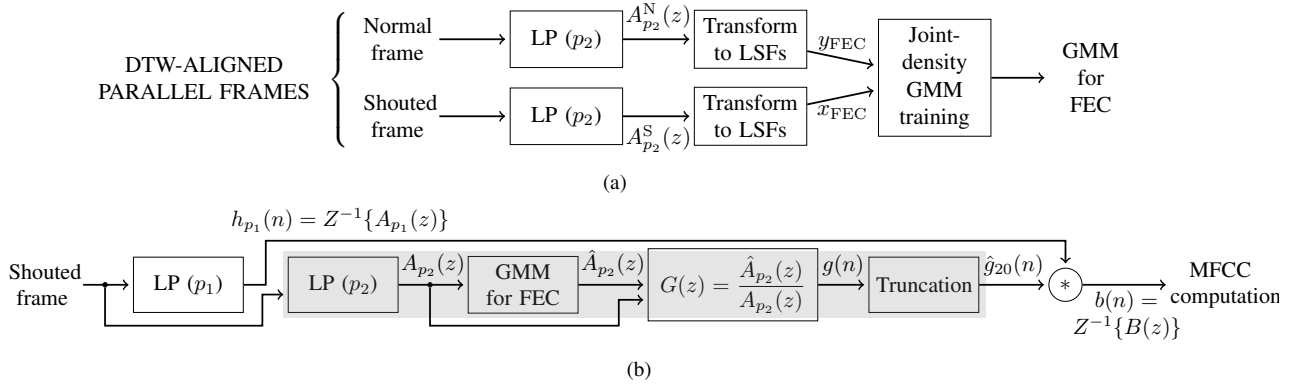 Normal
frame
LP (p₂)
A^N_{p₂}(z)
Transform
to LSFs
y_FEC
DTW-ALIGNED
PARALLEL FRAMES
Shouted
frame
LP (p₂)
A^S_{p₂}(z)
Transform
to LSFs
x_FEC
Joint-
density
GMM
training
GMM
for
FEC
(a)
h_{p₁}(n) = Z^{-1}{A_{p₁}(z)}
Shouted
frame
LP (p₁)
LP (p₂)
A_{p₂}(z)
GMM
for FEC
Â_{p₂}(z)
G(z) = Â_{p₂}(z) / A_{p₂}(z)
g(n)
Truncation
ĝ₂₀(n)
*
b(n) =
Z^{-1}{B(z)}
MFCC
computation
(b)